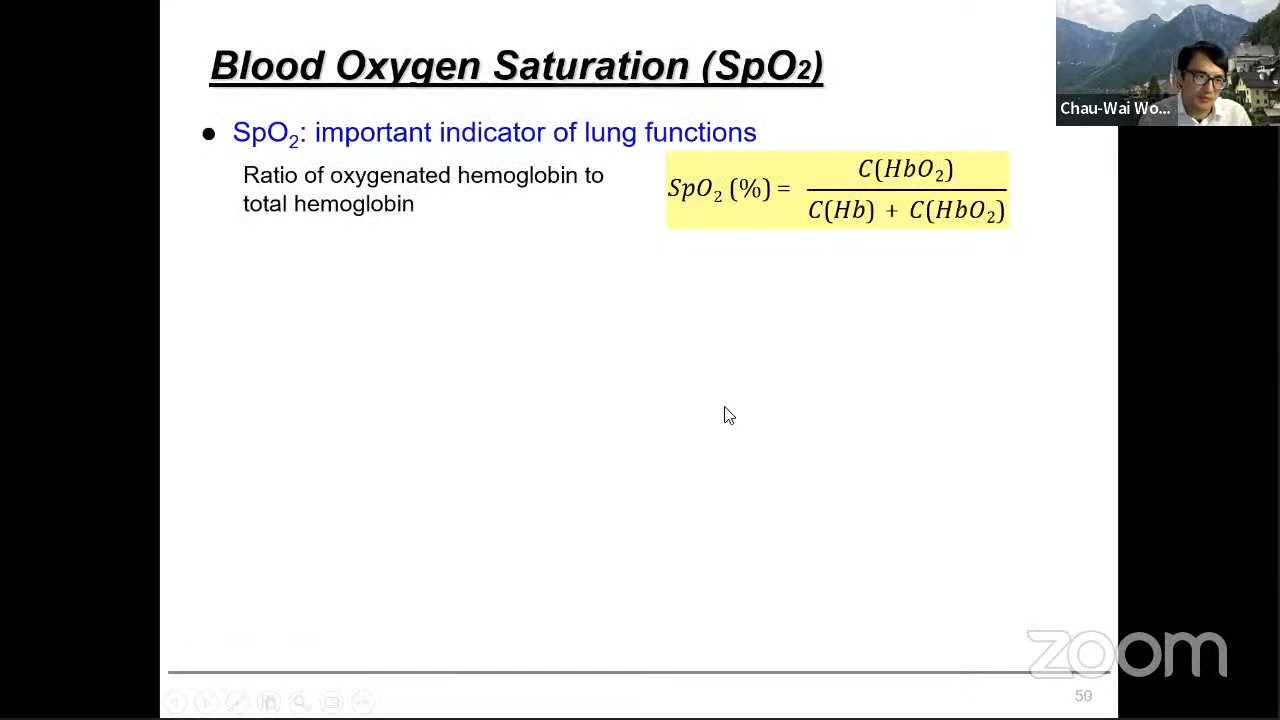 Blood Oxygen Saturation (SpO2)
Chau-Wai Wo...
● SpO2: important indicator of lung functions
Ratio of oxygenated hemoglobin to
total hemoglobin
SpO2 (%) = C(HbO2)
C(Hb) + C(HbO2)
zoom
50